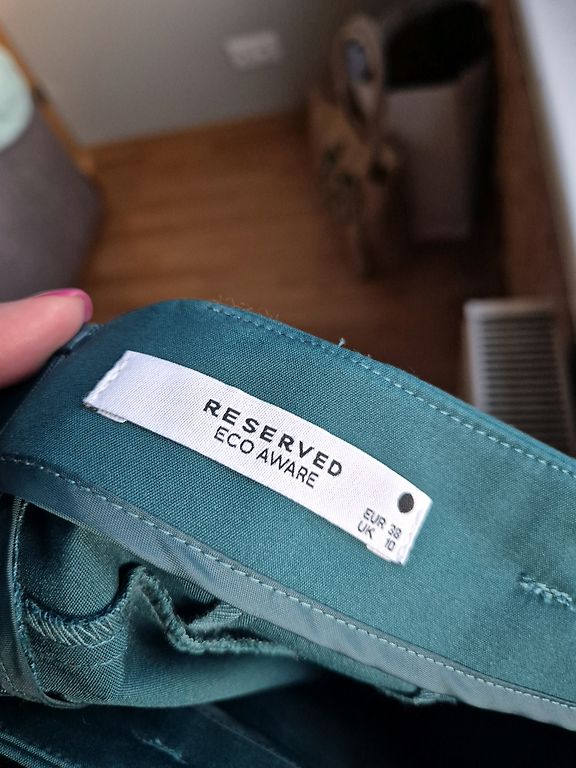 RESERVED
ECO AWARE
EUR 38
UK 10